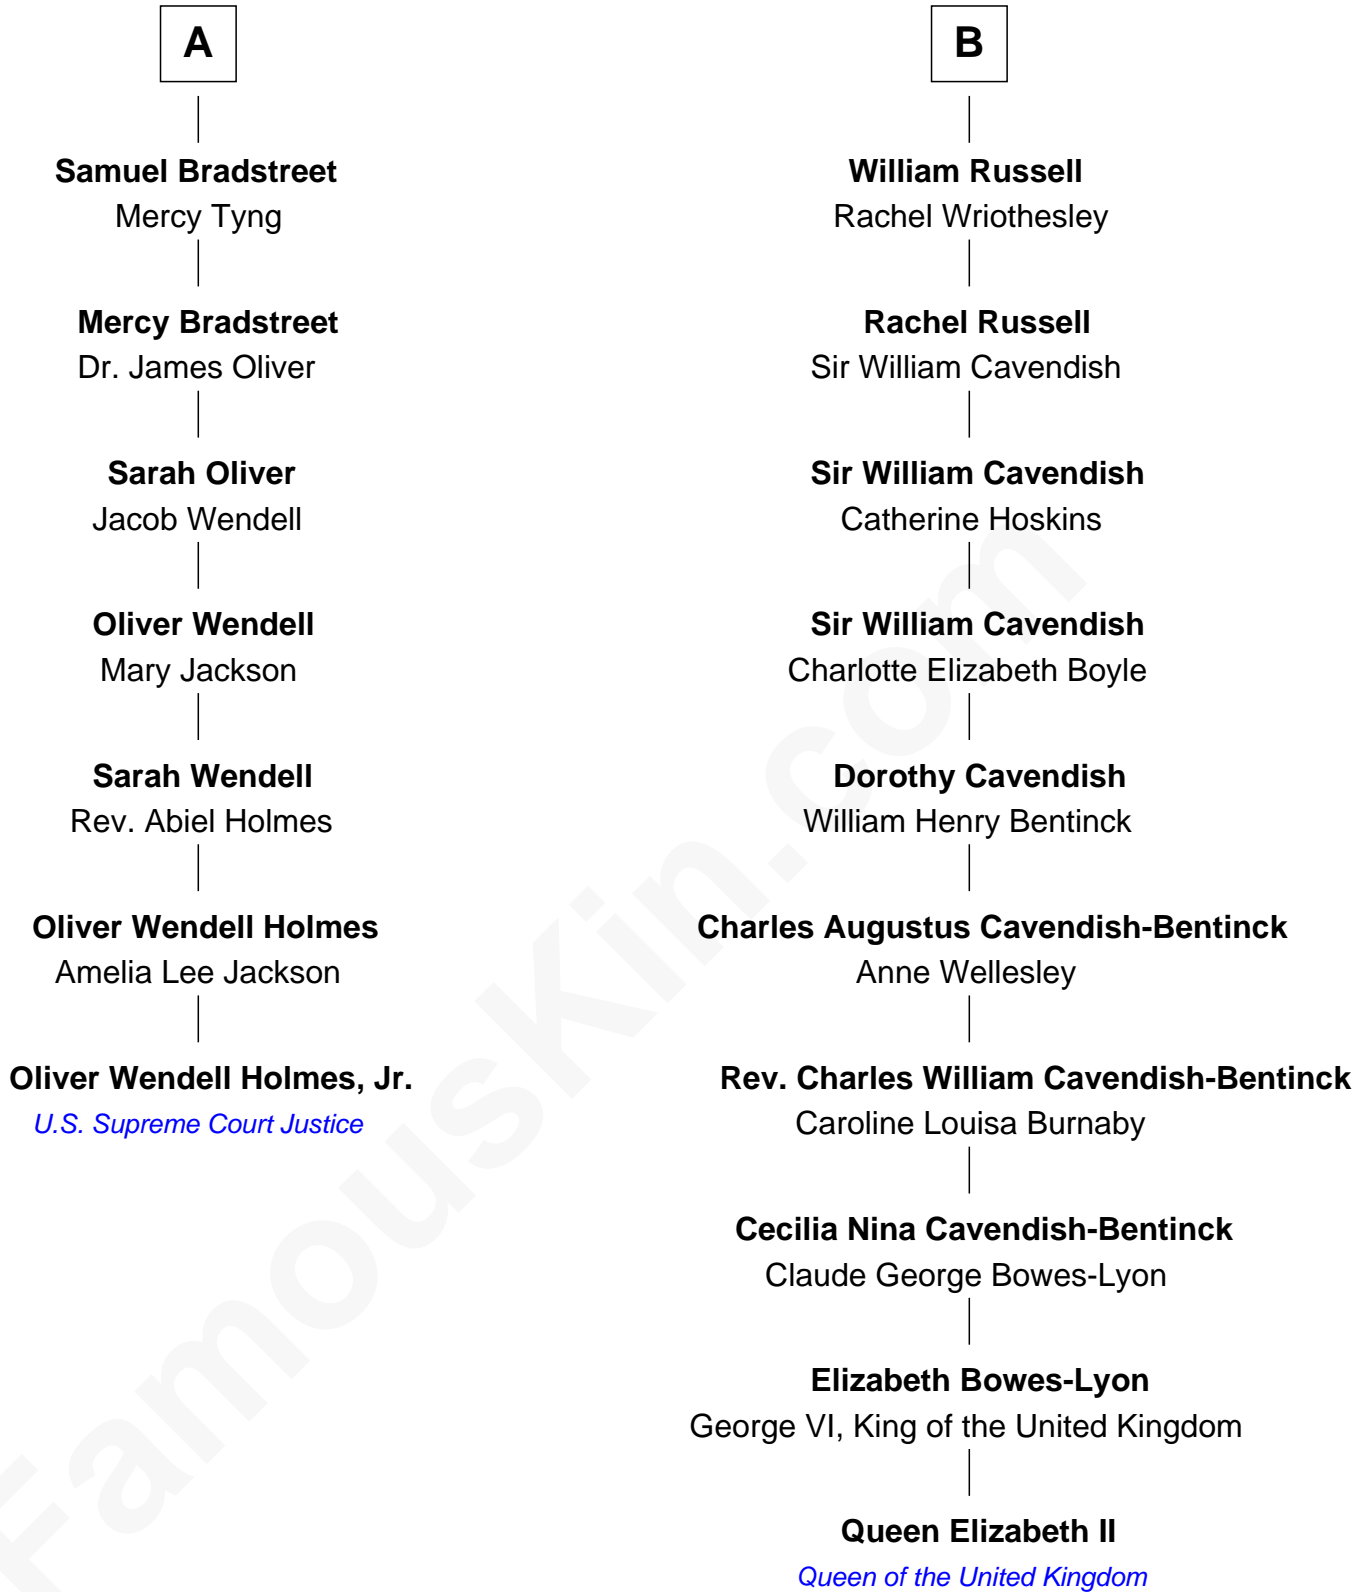 A
Samuel Bradstreet
Mercy Tyng
Mercy Bradstreet
Dr. James Oliver
Sarah Oliver
Jacob Wendell
Oliver Wendell
Mary Jackson
Sarah Wendell
Rev. Abiel Holmes
Oliver Wendell Holmes
Amelia Lee Jackson
Oliver Wendell Holmes, Jr.
U.S. Supreme Court Justice
B
William Russell
Rachel Wriothesley
Rachel Russell
Sir William Cavendish
Sir William Cavendish
Catherine Hoskins
Sir William Cavendish
Charlotte Elizabeth Boyle
Dorothy Cavendish
William Henry Bentinck
Charles Augustus Cavendish-Bentinck
Anne Wellesley
Rev. Charles William Cavendish-Bentinck
Caroline Louisa Burnaby
Cecilia Nina Cavendish-Bentinck
Claude George Bowes-Lyon
Elizabeth Bowes-Lyon
George VI, King of the United Kingdom
Queen Elizabeth II
Queen of the United Kingdom
FamousKin.com